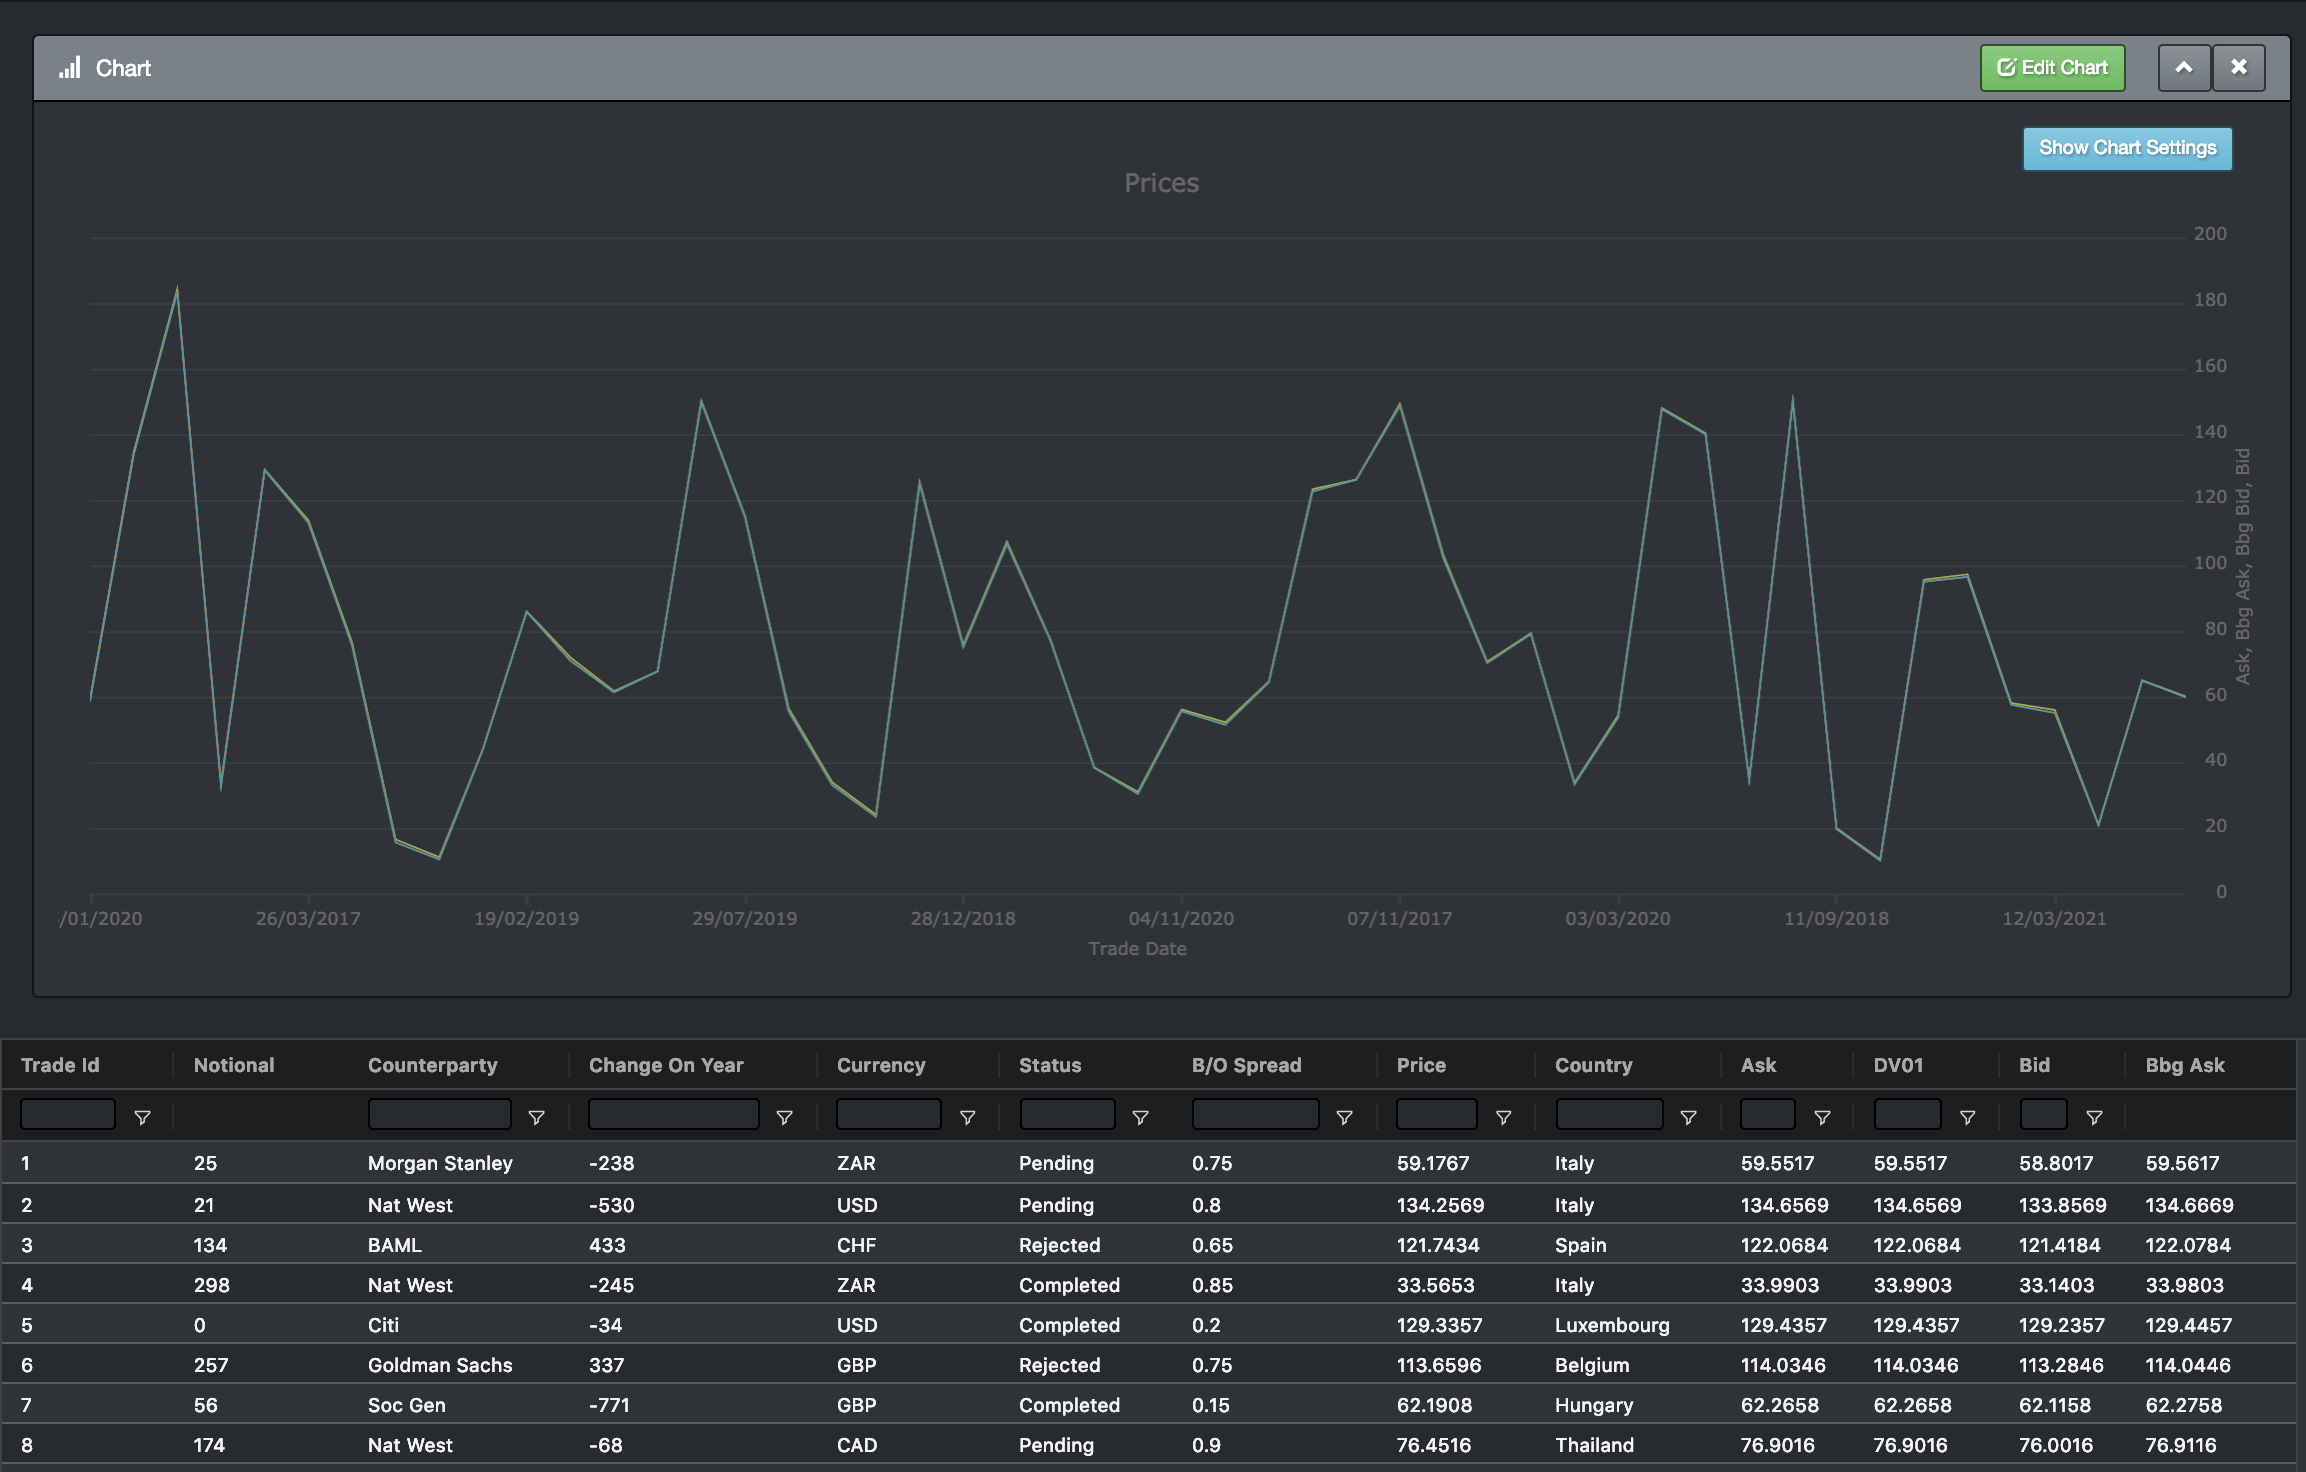 Chart
Edit Chart
Show Chart Settings
Prices
200
180
160
140
120
100
80
60
40
20
0
Ask, Bbg Ask, Bbg Bid, Bid
/01/2020 26/03/2017 19/02/2019 29/07/2019 28/12/2018 04/11/2020 07/11/2017 03/03/2020 11/09/2018 12/03/2021
Trade Date
Trade Id Notional Counterparty Change On Year Currency Status B/O Spread Price Country Ask DV01 Bid Bbg Ask
1 25 Morgan Stanley -238 ZAR Pending 0.75 59.1767 Italy 59.5517 59.5517 58.8017 59.5617
2 21 Nat West -530 USD Pending 0.8 134.2569 Italy 134.6569 134.6569 133.8569 134.6669
3 134 BAML 433 CHF Rejected 0.65 121.7434 Spain 122.0684 122.0684 121.4184 122.0784
4 298 Nat West -245 ZAR Completed 0.85 33.5653 Italy 33.9903 33.9903 33.1403 33.9803
5 0 Citi -34 USD Completed 0.2 129.3357 Luxembourg 129.4357 129.4357 129.2357 129.4457
6 257 Goldman Sachs 337 GBP Rejected 0.75 113.6596 Belgium 114.0346 114.0346 113.2846 114.0446
7 56 Soc Gen -771 GBP Completed 0.15 62.1908 Hungary 62.2658 62.2658 62.1158 62.2758
8 174 Nat West -68 CAD Pending 0.9 76.4516 Thailand 76.9016 76.9016 76.0016 76.9116